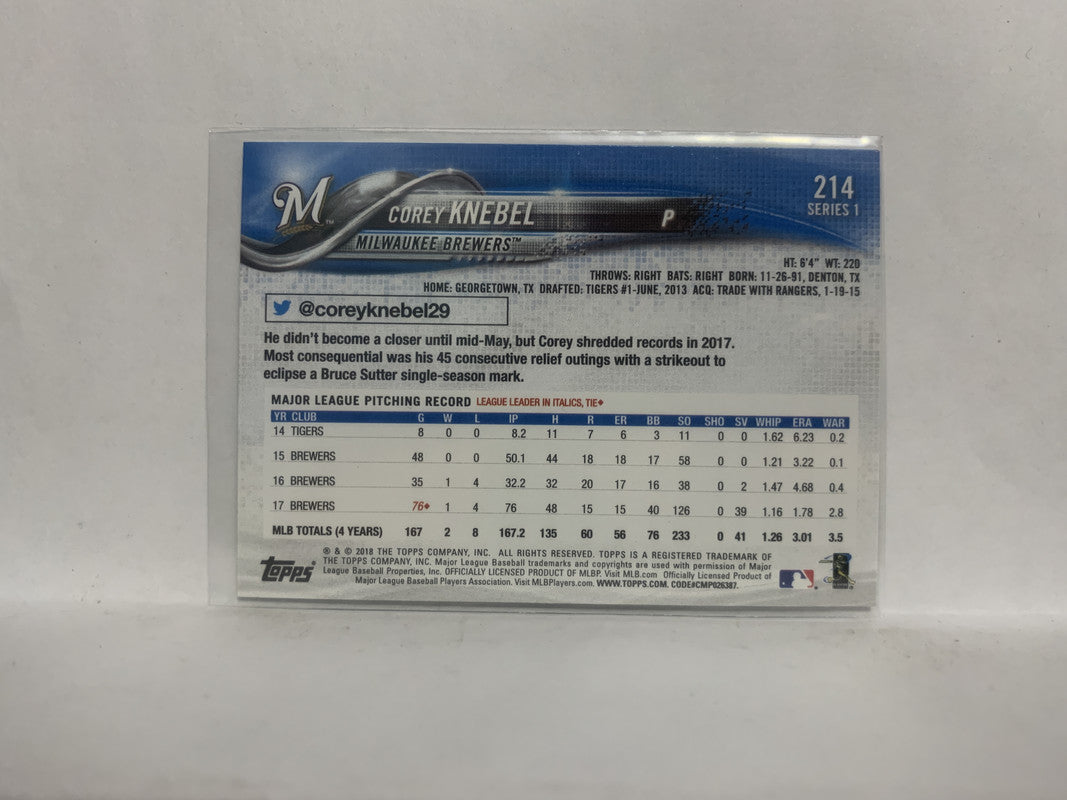 M
COREY KNEBEL P
MILWAUKEE BREWERS™
214
SERIES 1
HT: 6'4" WT: 220
THROWS: RIGHT BATS: RIGHT BORN: 11-26-91, DENTON, TX
HOME: GEORGETOWN, TX DRAFTED: TIGERS #1-JUNE, 2013 ACQ: TRADE WITH RANGERS, 1-19-15
@coreyknebel29
He didn't become a closer until mid-May, but Corey shredded records in 2017.
Most consequential was his 45 consecutive relief outings with a strikeout to
eclipse a Bruce Sutter single-season mark.
MAJOR LEAGUE PITCHING RECORD LEAGUE LEADER IN ITALICS, TIE♦
YR CLUB G W L IP H R ER BB SO SHO SV WHIP ERA WAR
14 TIGERS 8 0 0 8.2 11 7 6 3 11 0 0 1.62 6.23 0.2
15 BREWERS 48 0 0 50.1 44 18 18 17 58 0 0 1.21 3.22 0.1
16 BREWERS 35 1 4 32.2 32 20 17 16 38 0 2 1.47 4.68 0.4
17 BREWERS 76♦ 1 4 76 48 15 15 40 126 0 39 1.16 1.78 2.8
MLB TOTALS (4 YEARS) 167 2 8 167.2 135 60 56 76 233 0 41 1.26 3.01 3.5
Topps®
® & © 2018 THE TOPPS COMPANY, INC. ALL RIGHTS RESERVED. TOPPS IS A REGISTERED TRADEMARK OF
THE TOPPS COMPANY, INC. Major League Baseball trademarks and copyrights are used with permission of Major
League Baseball Properties, Inc. OFFICIALLY LICENSED PRODUCT OF MLBP. Visit MLB.com Officially Licensed Product of
Major League Baseball Players Association. Visit MLBPlayers.com. WWW.TOPPS.COM. CODE#CMP026387.